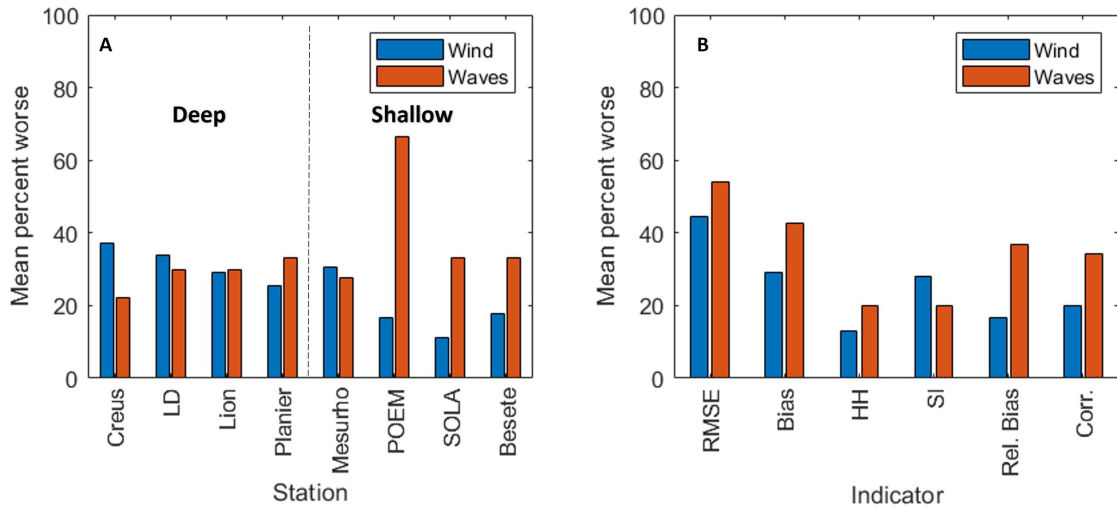 A
Wind
Waves
Deep
Shallow
Mean percent worse
100
80
60
40
20
0
Creus
LD
Lion
Planier
Mesurho
POEM
SOLA
Besete
Station
B
Wind
Waves
Mean percent worse
100
80
60
40
20
0
RMSE
Bias
HH
SI
Rel. Bias
Corr.
Indicator